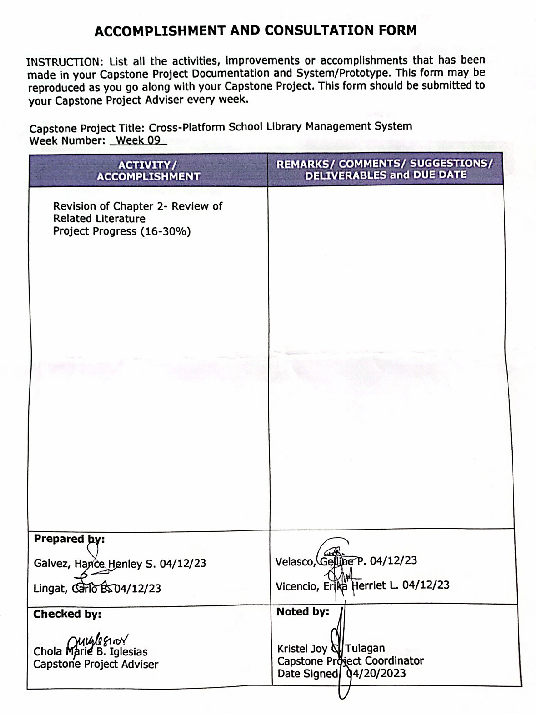 ACCOMPLISHMENT AND CONSULTATION FORM
INSTRUCTION: List all the activities, improvements or accomplishments that has been
made in your Capstone Project Documentation and System/Prototype. This form may be
reproduced as you go along with your Capstone Project. This form should be submitted to
your Capstone Project Adviser every week.
Capstone Project Title: Cross-Platform School Library Management System
Week Number: Week 09
ACTIVITY/
ACCOMPLISHMENT
REMARKS/ COMMENTS/ SUGGESTIONS/
DELIVERABLES and DUE DATE
Revision of Chapter 2- Review of
Related Literature
Project Progress (16-30%)
Prepared by:
Galvez, Hance Henley S. 04/12/23
Lingat, 04/12/23
Velasco, P. 04/12/23
Vicencio, Erika Herriet L. 04/12/23
Checked by:
Chola Marie B. Iglesias
Capstone Project Adviser
Noted by:
Kristel Joy Tulagan
Capstone Project Coordinator
Date Signed 04/20/2023